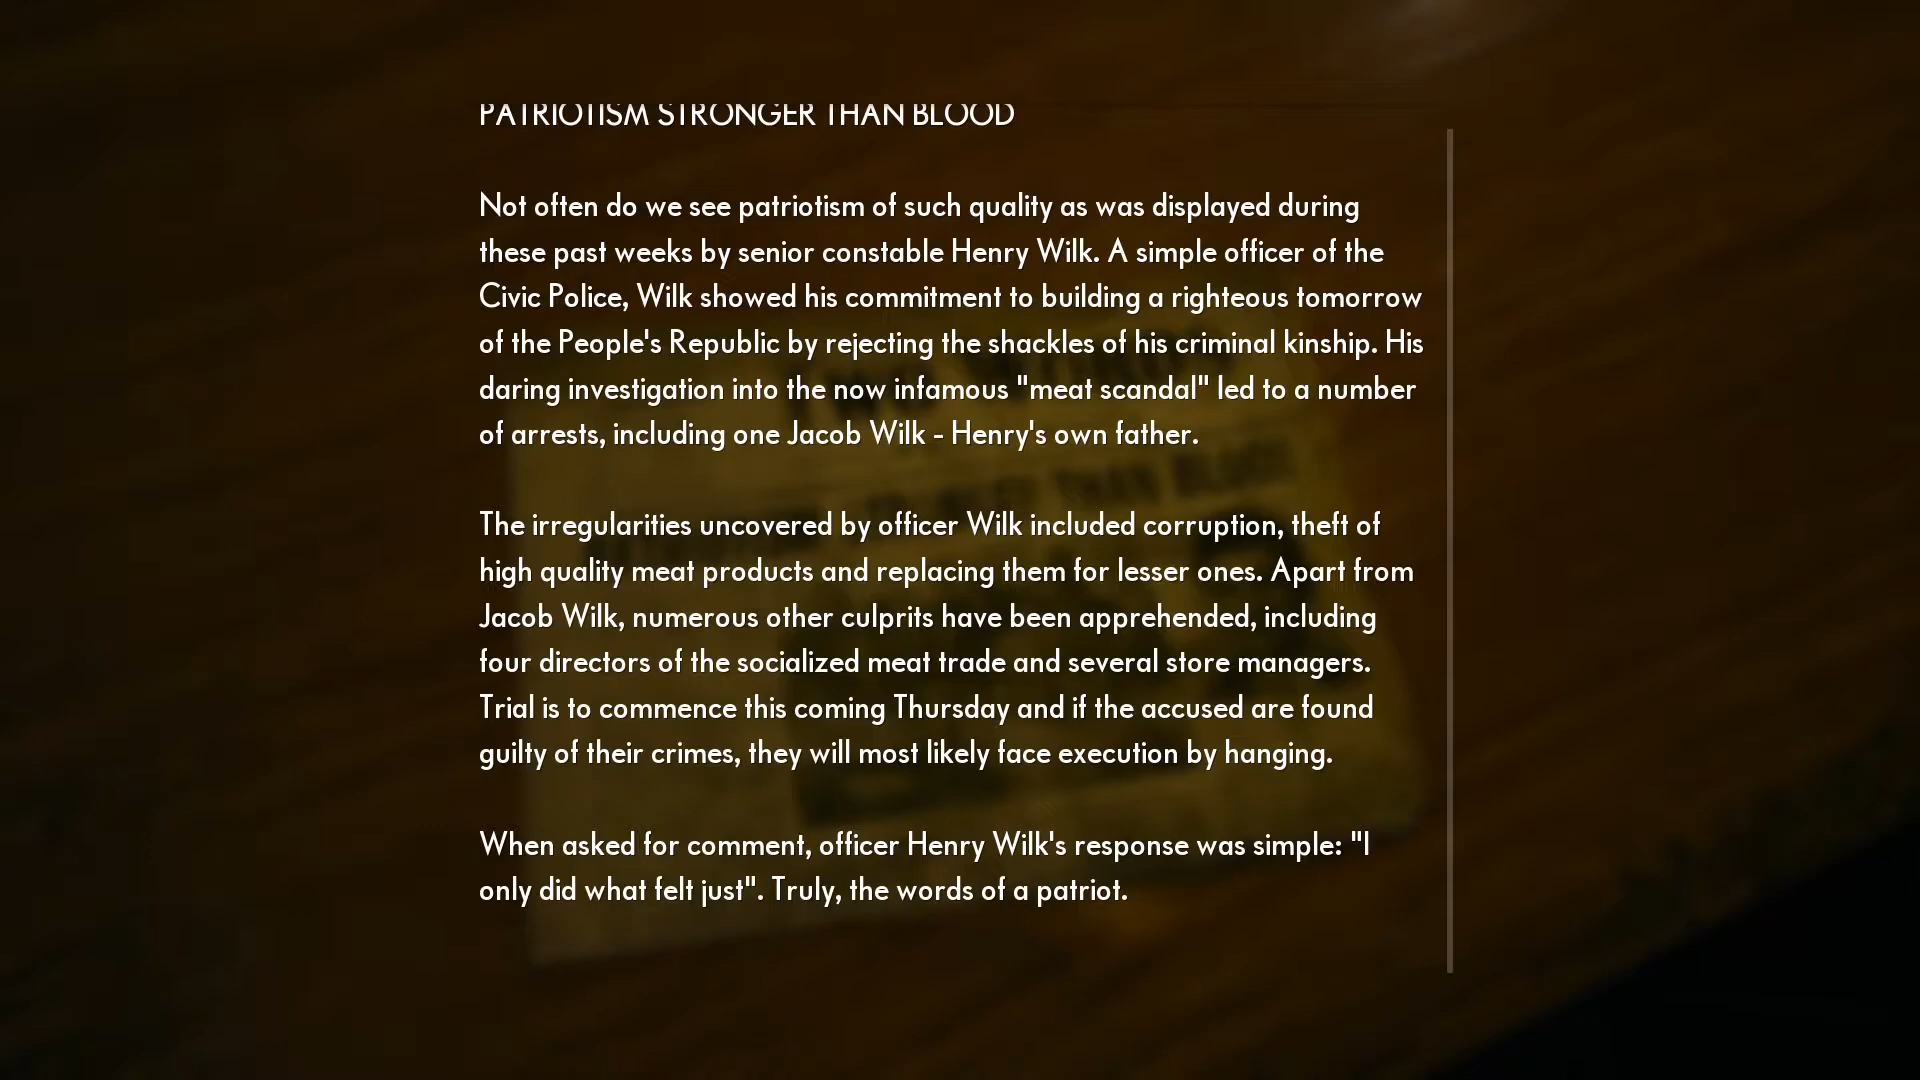 PATRIOTISM STRONGER THAN BLOOD
Not often do we see patriotism of such quality as was displayed during
these past weeks by senior constable Henry Wilk. A simple officer of the
Civic Police, Wilk showed his commitment to building a righteous tomorrow
of the People's Republic by rejecting the shackles of his criminal kinship. His
daring investigation into the now infamous "meat scandal" led to a number
of arrests, including one Jacob Wilk - Henry's own father.
The irregularities uncovered by officer Wilk included corruption, theft of
high quality meat products and replacing them for lesser ones. Apart from
Jacob Wilk, numerous other culprits have been apprehended, including
four directors of the socialized meat trade and several store managers.
Trial is to commence this coming Thursday and if the accused are found
guilty of their crimes, they will most likely face execution by hanging.
When asked for comment, officer Henry Wilk's response was simple: "I
only did what felt just". Truly, the words of a patriot.